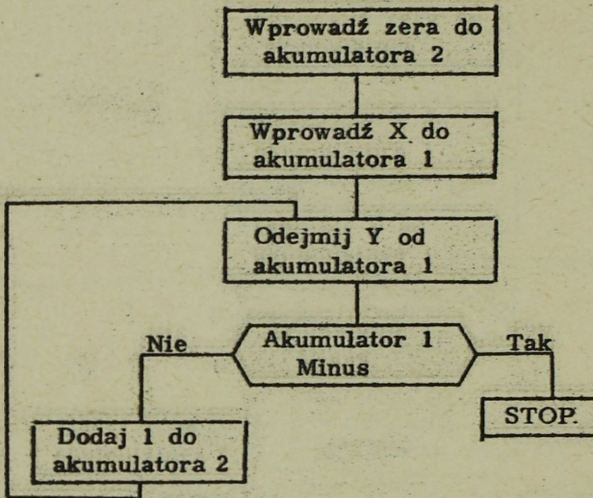 Wprowadź zera do
akumulatora 2
Wprowadź X do
akumulatora 1
Odejmij Y od
akumulatora 1
Nie
Akumulator 1
Minus
Tak
STOP.
Dodaj 1 do
akumulatora 2